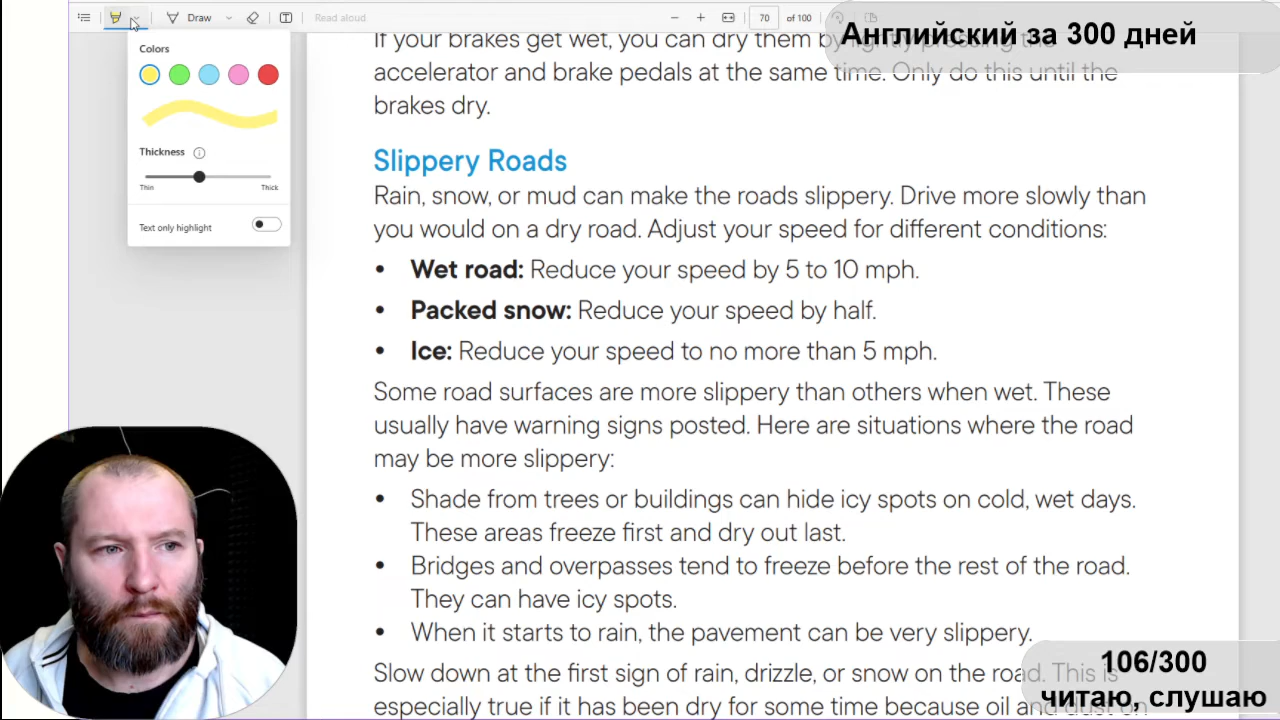 Draw
Read aloud
70 of 100
Английский за 300 дней
Colors
Thickness
Thin Thick
Text only highlight
If your brakes get wet, you can dry them by lightly pressing the
accelerator and brake pedals at the same time. Only do this until the
brakes dry.
Slippery Roads
Rain, snow, or mud can make the roads slippery. Drive more slowly than
you would on a dry road. Adjust your speed for different conditions:
• Wet road: Reduce your speed by 5 to 10 mph.
• Packed snow: Reduce your speed by half.
• Ice: Reduce your speed to no more than 5 mph.
Some road surfaces are more slippery than others when wet. These
usually have warning signs posted. Here are situations where the road
may be more slippery:
• Shade from trees or buildings can hide icy spots on cold, wet days.
These areas freeze first and dry out last.
• Bridges and overpasses tend to freeze before the rest of the road.
They can have icy spots.
• When it starts to rain, the pavement can be very slippery.
Slow down at the first sign of rain, drizzle, or snow on the road. This is
especially true if it has been dry for some time because oil and dust on
106/300
читаю, слушаю